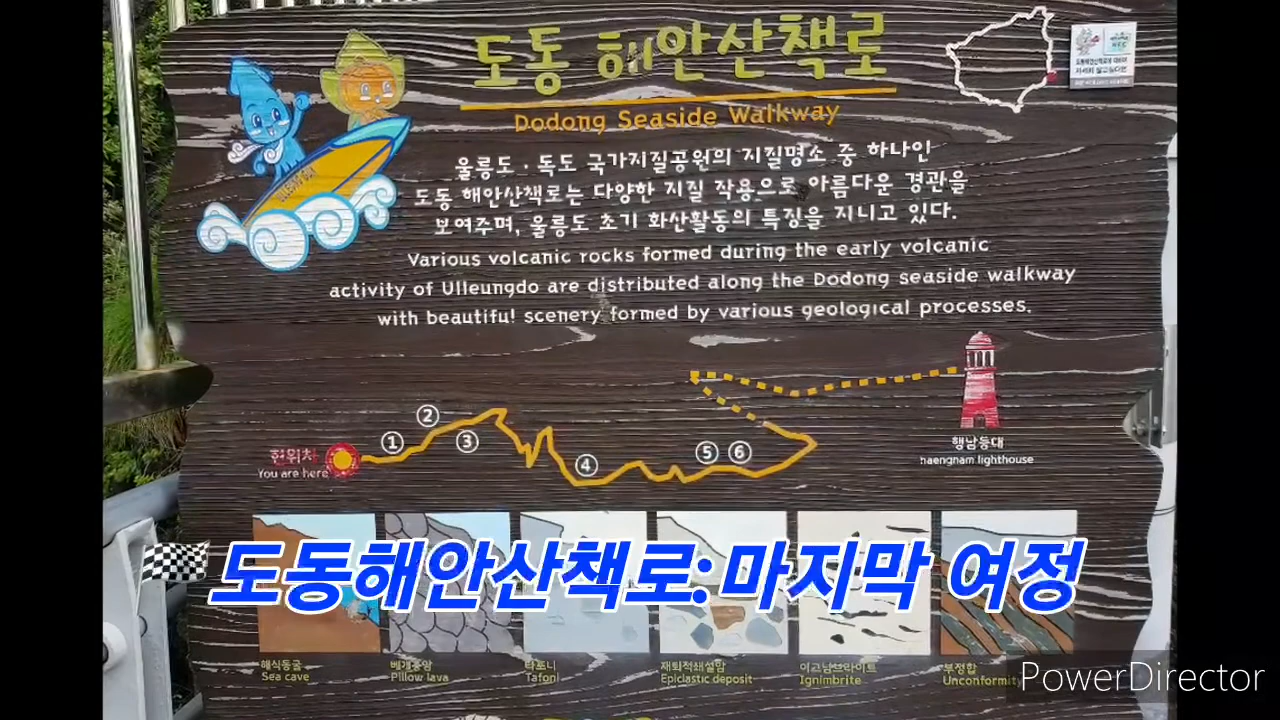 도동 해안산책로
Dodong Seaside Walkway
울릉도 · 독도 국가지질공원의 지질명소 중 하나인
도동 해안산책로는 다양한 지질 작용으로 아름다운 경관을
보여주며, 울릉도 초기 화산활동의 특징을 지니고 있다.
Various volcanic rocks formed during the early volcanic
activity of Ulleungdo are distributed along the Dodong seaside walkway
with beautiful scenery formed by various geological processes.
① ② ③ ④ ⑤ ⑥
현위치
You are here
행남등대
haengnam lighthouse
도동해안산책로:마지막 여정
해식동굴
Sea cave
베개용암
Pillow lava
타포니
Tafoni
재퇴적쇄설암
Epiclastic deposit
이그님브라이트
Ignimbrite
부정합
Unconformity
PowerDirector